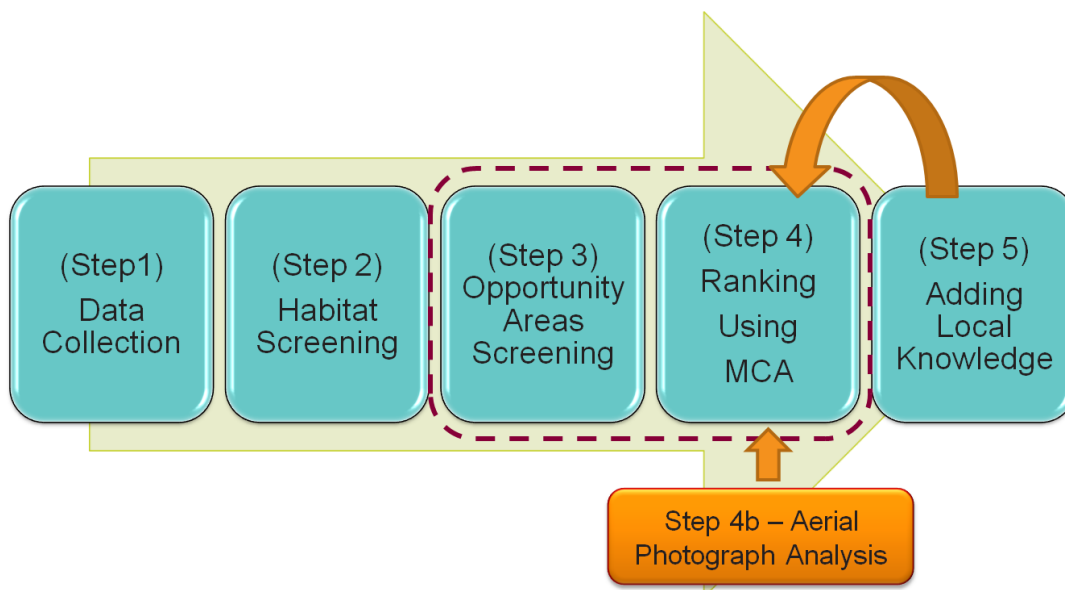 (Step1)
Data
Collection
(Step 2)
Habitat
Screening
(Step 3)
Opportunity
Areas
Screening
(Step 4)
Ranking
Using
MCA
(Step 5)
Adding
Local
Knowledge
Step 4b – Aerial
Photograph Analysis